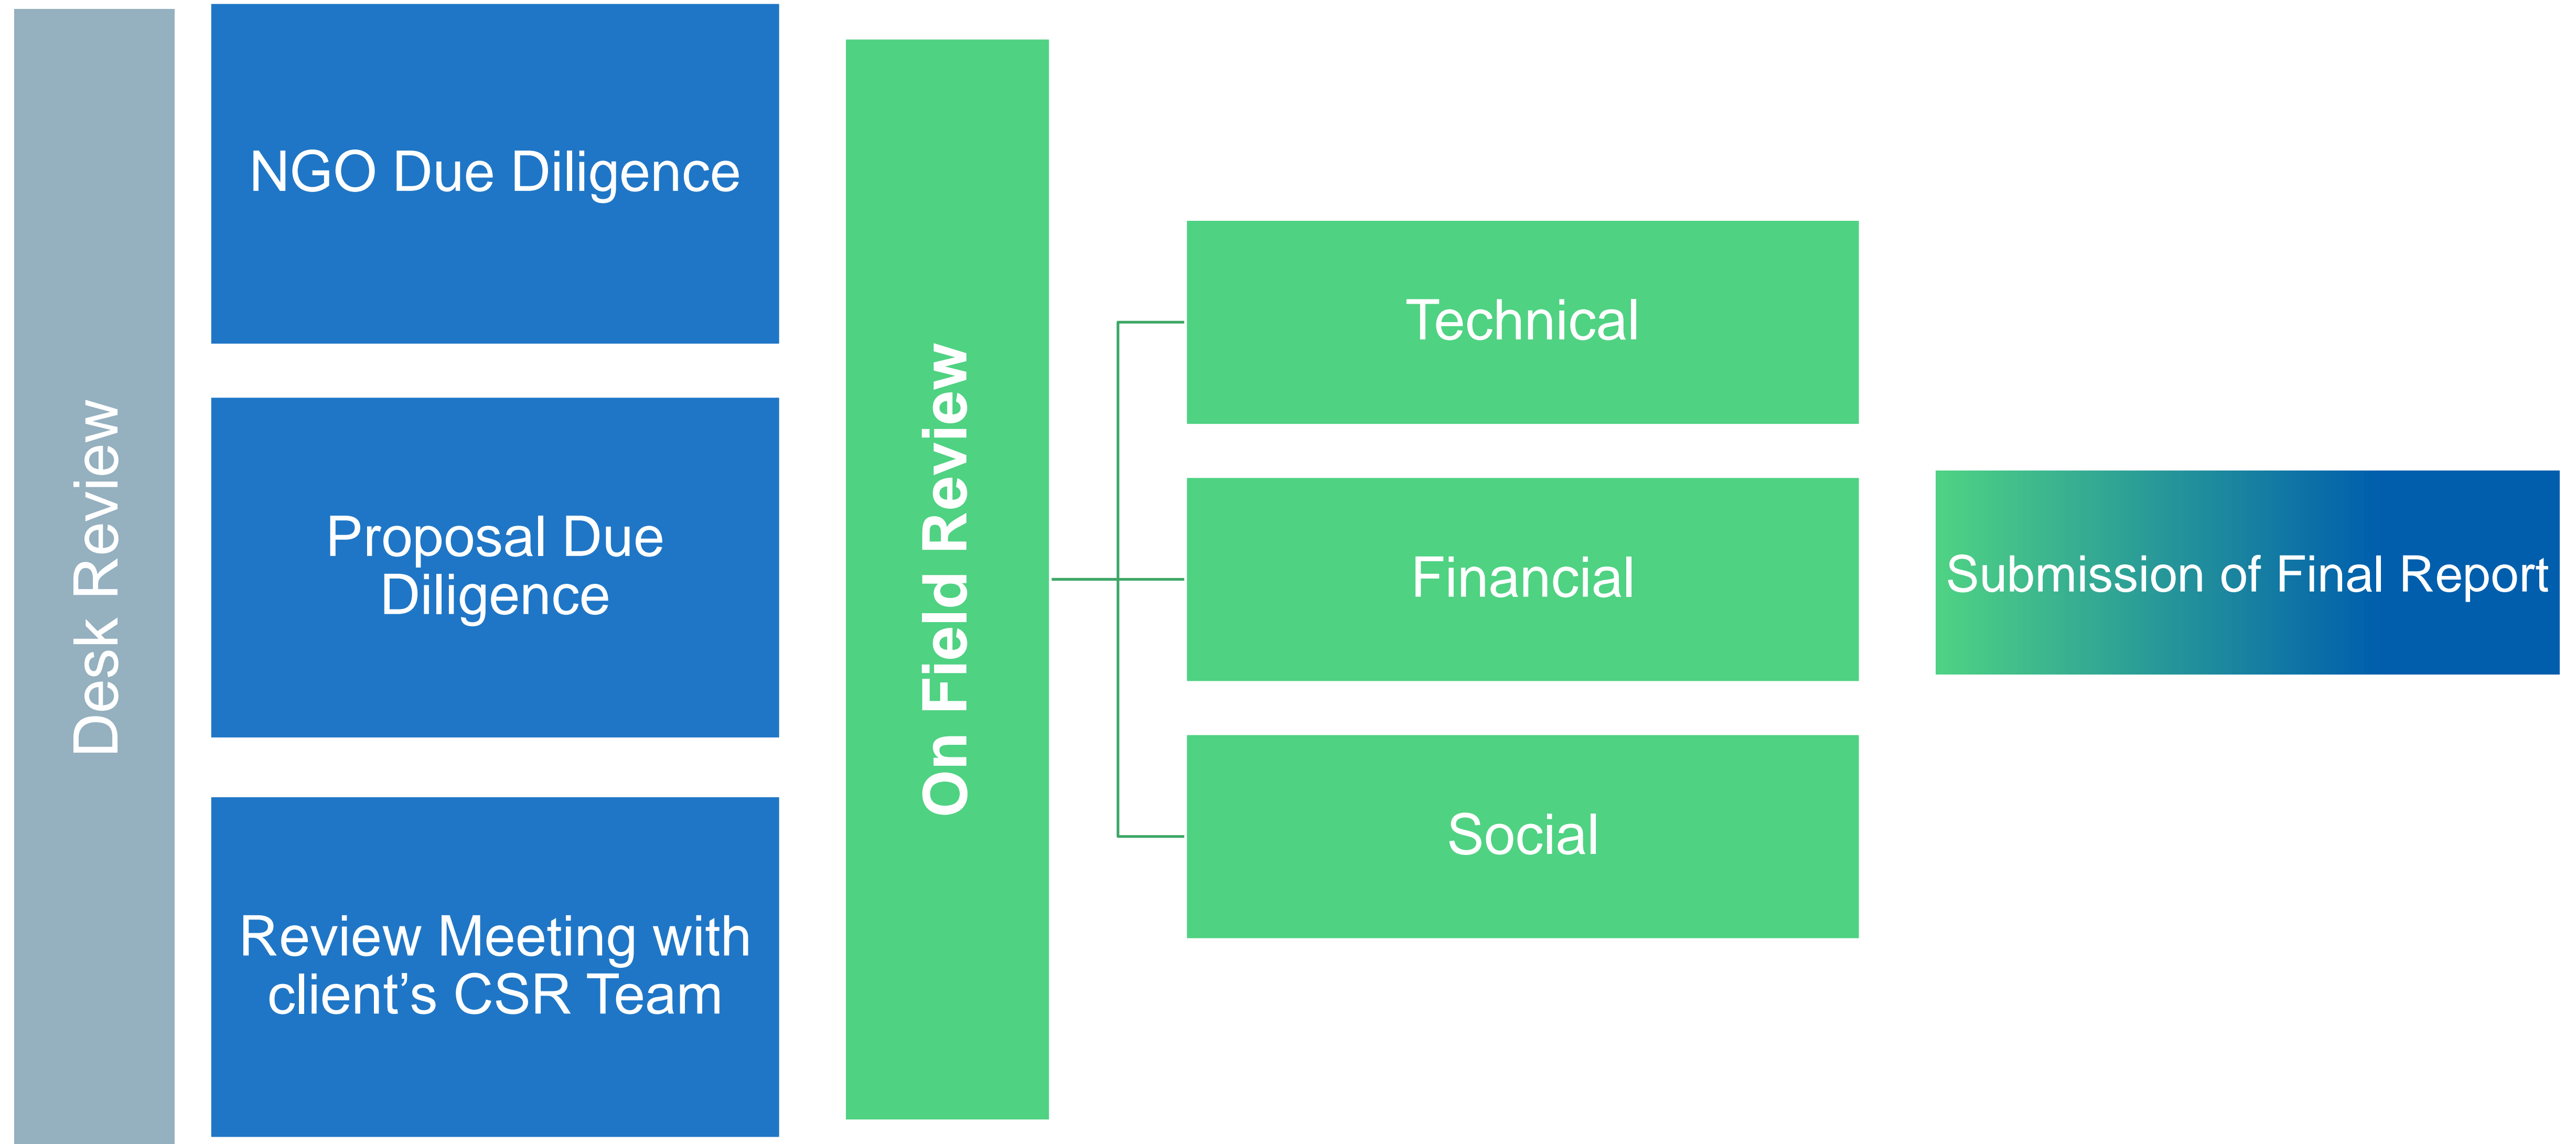 Desk Review
NGO Due Diligence
Proposal Due
Diligence
Review Meeting with
client’s CSR Team
On Field Review
Technical
Financial
Social
Submission of Final Report